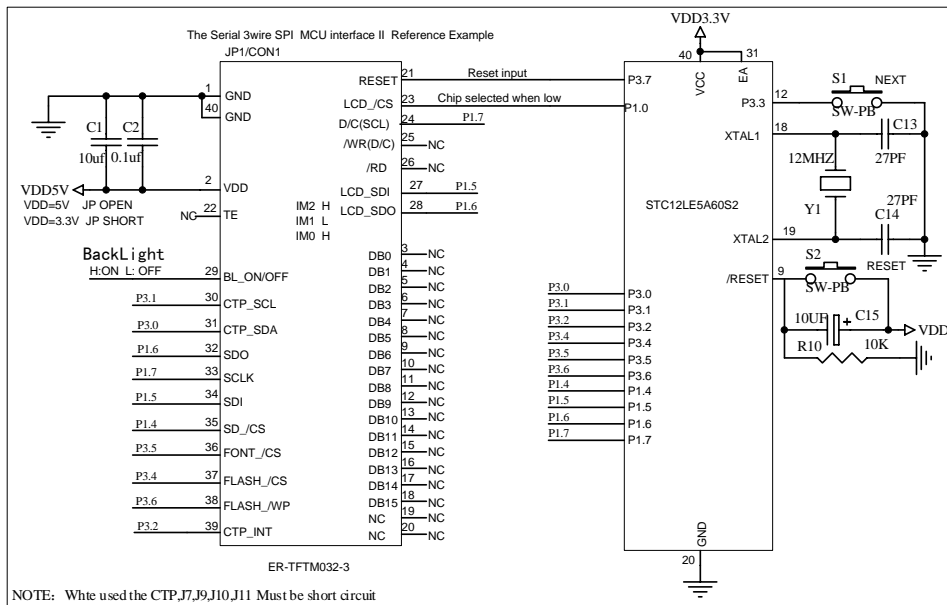 The Serial 3wire SPI MCU interface II Reference Example
JP1/CON1
1 GND
40 GND
C1 C2
10uf 0.1uf
VDD5V 2 VDD
VDD=5V JP OPEN
VDD=3.3V JP SHORT
NC 22 TE
BackLight
H:ON L: OFF 29 BL_ON/OFF
P3.1 30 CTP_SCL
P3.0 31 CTP_SDA
P1.6 32 SDO
P1.7 33 SCLK
P1.5 34 SDI
P1.4 35 SD_/CS
P3.5 36 FONT_/CS
P3.4 37 FLASH_/CS
P3.6 38 FLASH_/WP
P3.2 39 CTP_INT
RESET 21 Reset input
LCD_/CS 23 Chip selected when low
D/C(SCL) 24 P1.7
/WR(D/C) 25 NC
/RD 26 NC
LCD_SDI 27 P1.5
IM2 H
LCD_SDO 28 P1.6
IM1 L
IM0 H
DB0 3 NC
DB1 4 NC
DB2 5 NC
DB3 6 NC
DB4 7 NC
DB5 8 NC
DB6 9 NC
DB7 10 NC
DB8 11 NC
DB9 12 NC
DB10 13 NC
DB11 14 NC
DB12 15 NC
DB13 16 NC
DB14 17 NC
DB15 18 NC
NC 19 NC
NC 20 NC
ER-TFTM032-3
VDD3.3V
40 31
VCC EA
P3.7
P1.0
STC12LE5A60S2
P3.0 P3.0
P3.1 P3.1
P3.2 P3.2
P3.4 P3.4
P3.5 P3.5
P3.6 P3.6
P1.4 P1.4
P1.5 P1.5
P1.6 P1.6
P1.7 P1.7
GND
20
S1 NEXT
P3.3 12 SW-PB
XTAL1 18 C13
12MHZ 27PF
Y1
27PF
C14
XTAL2 19
S2 RESET
/RESET 9 SW-PB
10UF + C15
VDD
R10 10K
NOTE: Whte used the CTP,J7,J9,J10,J11 Must be short circuit